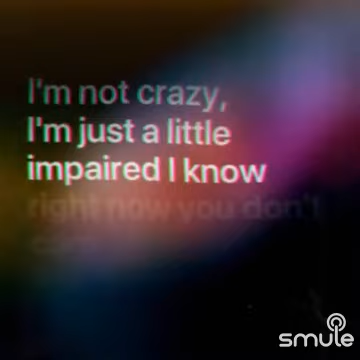 I'm not crazy,
I'm just a little
impaired I know
right now you don't
smule